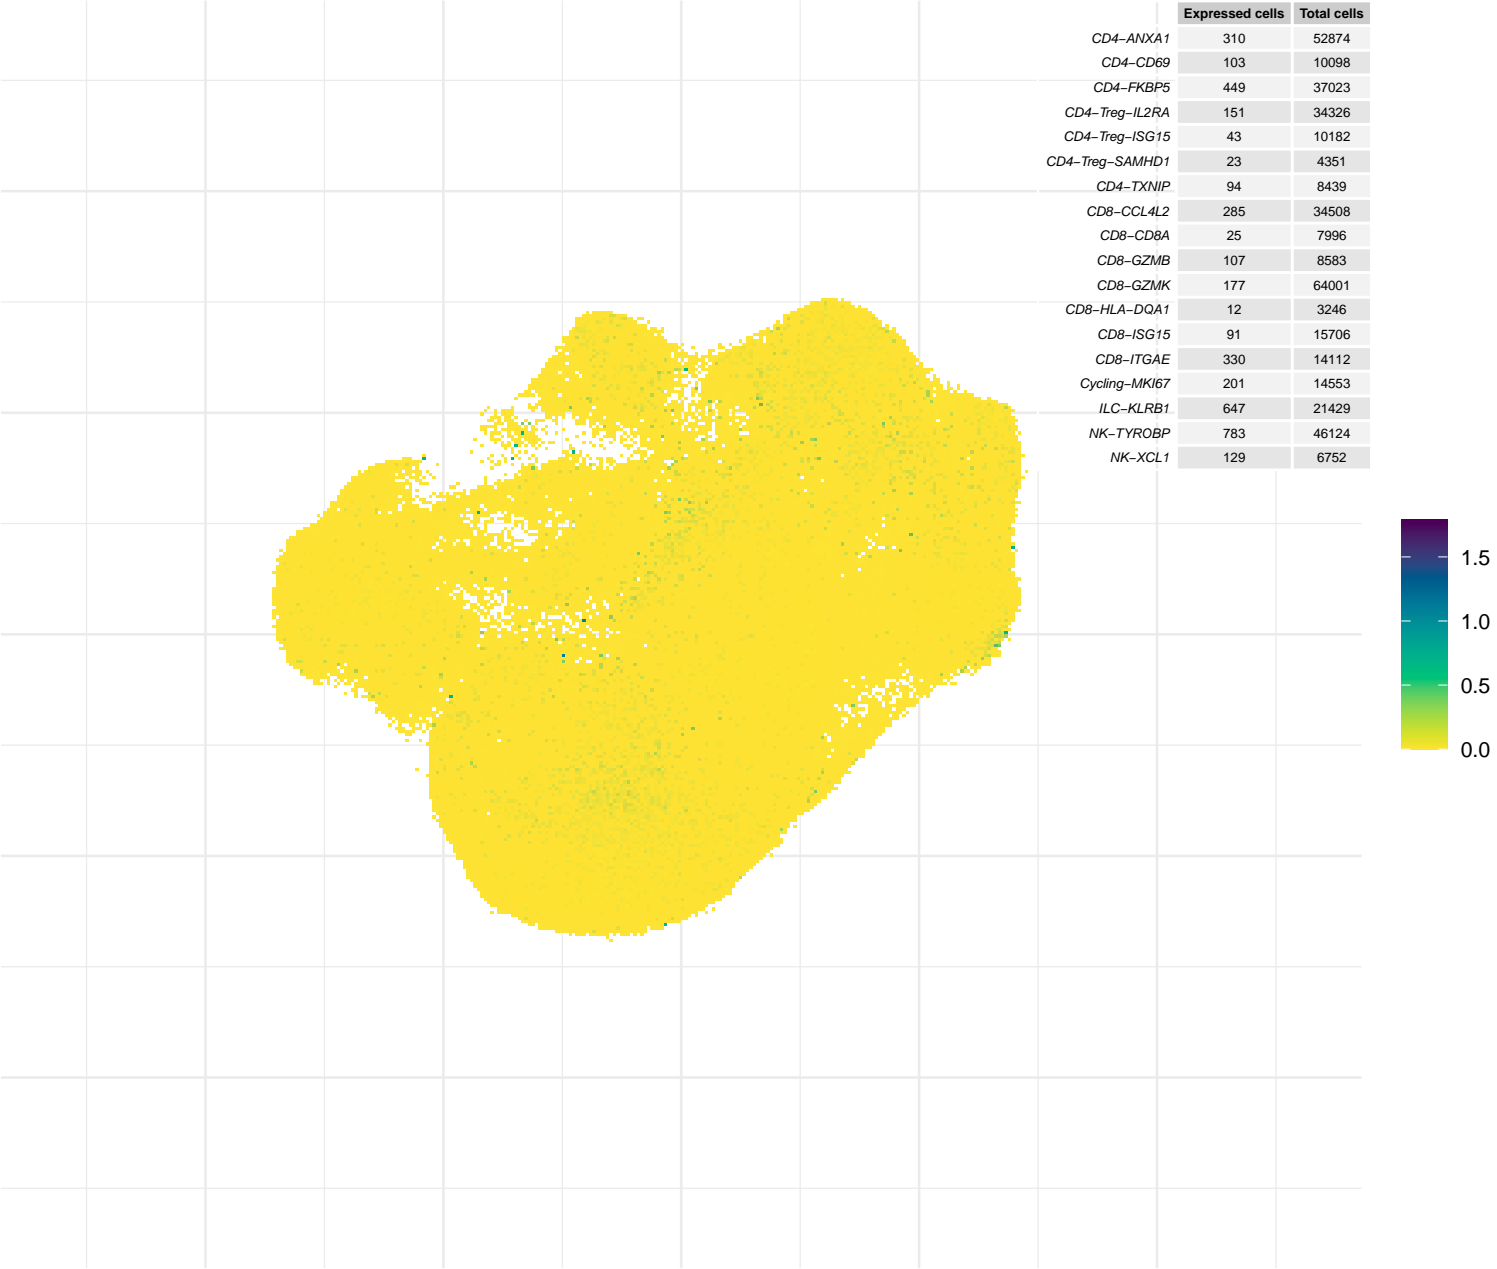 Expressed cells Total cells
CD4−ANXA1 310 52874
CD4−CD69 103 10098
CD4−FKBP5 449 37023
CD4−Treg−IL2RA 151 34326
CD4−Treg−ISG15 43 10182
CD4−Treg−SAMHD1 23 4351
CD4−TXNIP 94 8439
CD8−CCL4L2 285 34508
CD8−CD8A 25 7996
CD8−GZMB 107 8583
CD8−GZMK 177 64001
CD8−HLA−DQA1 12 3246
CD8−ISG15 91 15706
CD8−ITGAE 330 14112
Cycling−MKI67 201 14553
ILC−KLRB1 647 21429
NK−TYROBP 783 46124
NK−XCL1 129 6752
1.5
1.0
0.5
0.0